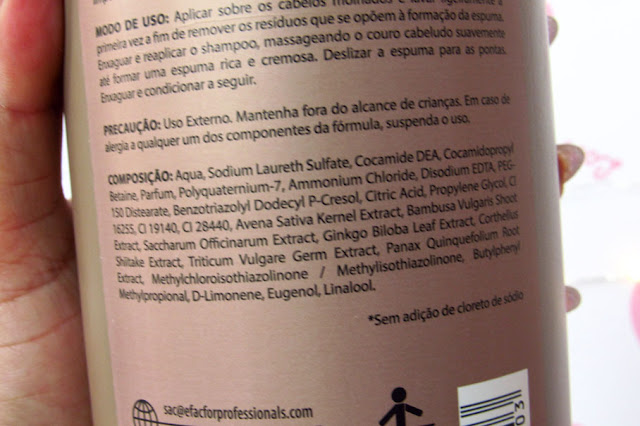 MODO DE USO: Aplicar sobre os cabelos molhados e
primeira vez a fim de remover os resíduos que se opõem à formação da espuma.
Enxaguar e reaplicar o shampoo, massageando o couro cabeludo suavemente
até formar uma espuma rica e cremosa. Deslizar a espuma para as pontas.
Enxaguar e condicionar a seguir.
PRECAUÇÃO: Uso Externo. Mantenha fora do alcance de crianças. Em caso de
alergia a qualquer um dos componentes da fórmula, suspenda o uso.
COMPOSIÇÃO: Aqua, Sodium Laureth Sulfate, Cocamide DEA, Cocamidopropyl
Betaine, Parfum, Polyquaternium-7, Ammonium Chloride, Disodium EDTA, PEG-
150 Distearate, Benzotriazolyl Dodecyl P-Cresol, Citric Acid, Propylene Glycol, CI
16255, CI 19140, CI 28440, Avena Sativa Kernel Extract, Bambusa Vulgaris Shoot
Extract, Saccharum Officinarum Extract, Ginkgo Biloba Leaf Extract, Corthellus
Shiitake Extract, Triticum Vulgare Germ Extract, Panax Quinquefolium Root
Extract, Methylchloroisothiazolinone / Methylisothiazolinone, Butylphenyl
Methylpropional, D-Limonene, Eugenol, Linalool.
*Sem adição de cloreto de sódio
sac@efacforprofessionals.com